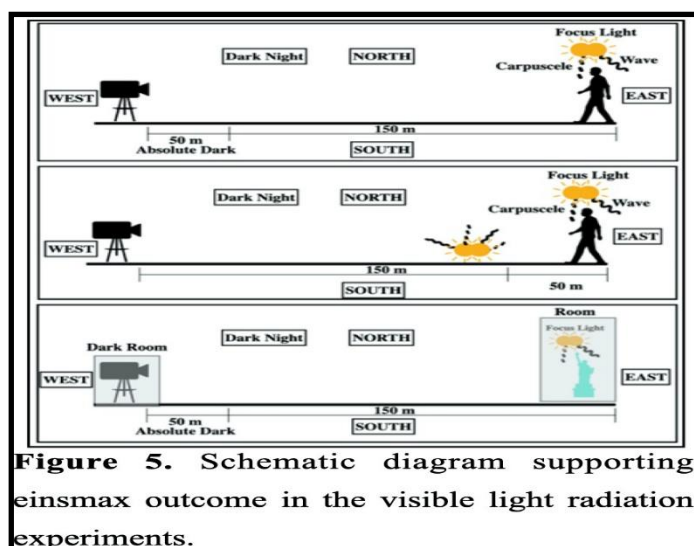 Focus Light
Dark Night NORTH
Carpuscele Wave
WEST EAST
150 m
50 m
Absolute Dark SOUTH
Focus Light
Dark Night NORTH
Carpuscele Wave
WEST EAST
150 m
50 m
SOUTH
Room
Dark Room Dark Night NORTH Focus Light
WEST EAST
150 m
50 m
Absolute Dark SOUTH
Figure 5. Schematic diagram supporting
einsmax outcome in the visible light radiation
experiments.